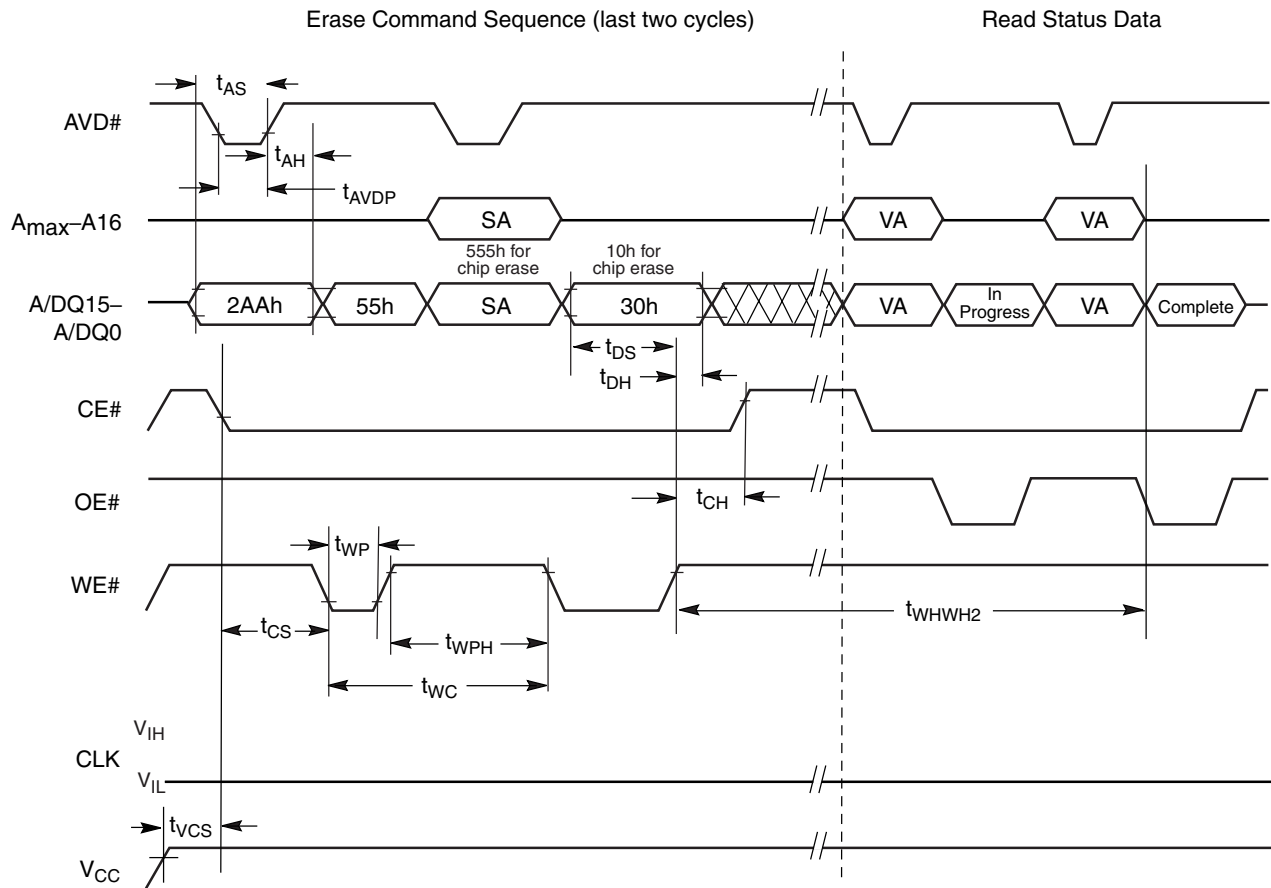 Erase Command Sequence (last two cycles)
Read Status Data
tAS
AVD#
tAH
tAVDP
Amax–A16
SA
VA
VA
555h for
chip erase
10h for
chip erase
A/DQ15–
A/DQ0
2AAh
55h
SA
30h
VA
In
Progress
VA
Complete
tDS
tDH
CE#
OE#
tCH
tWP
WE#
tWHWH2
tCS
tWPH
tWC
VIH
CLK
VIL
tVCS
VCC